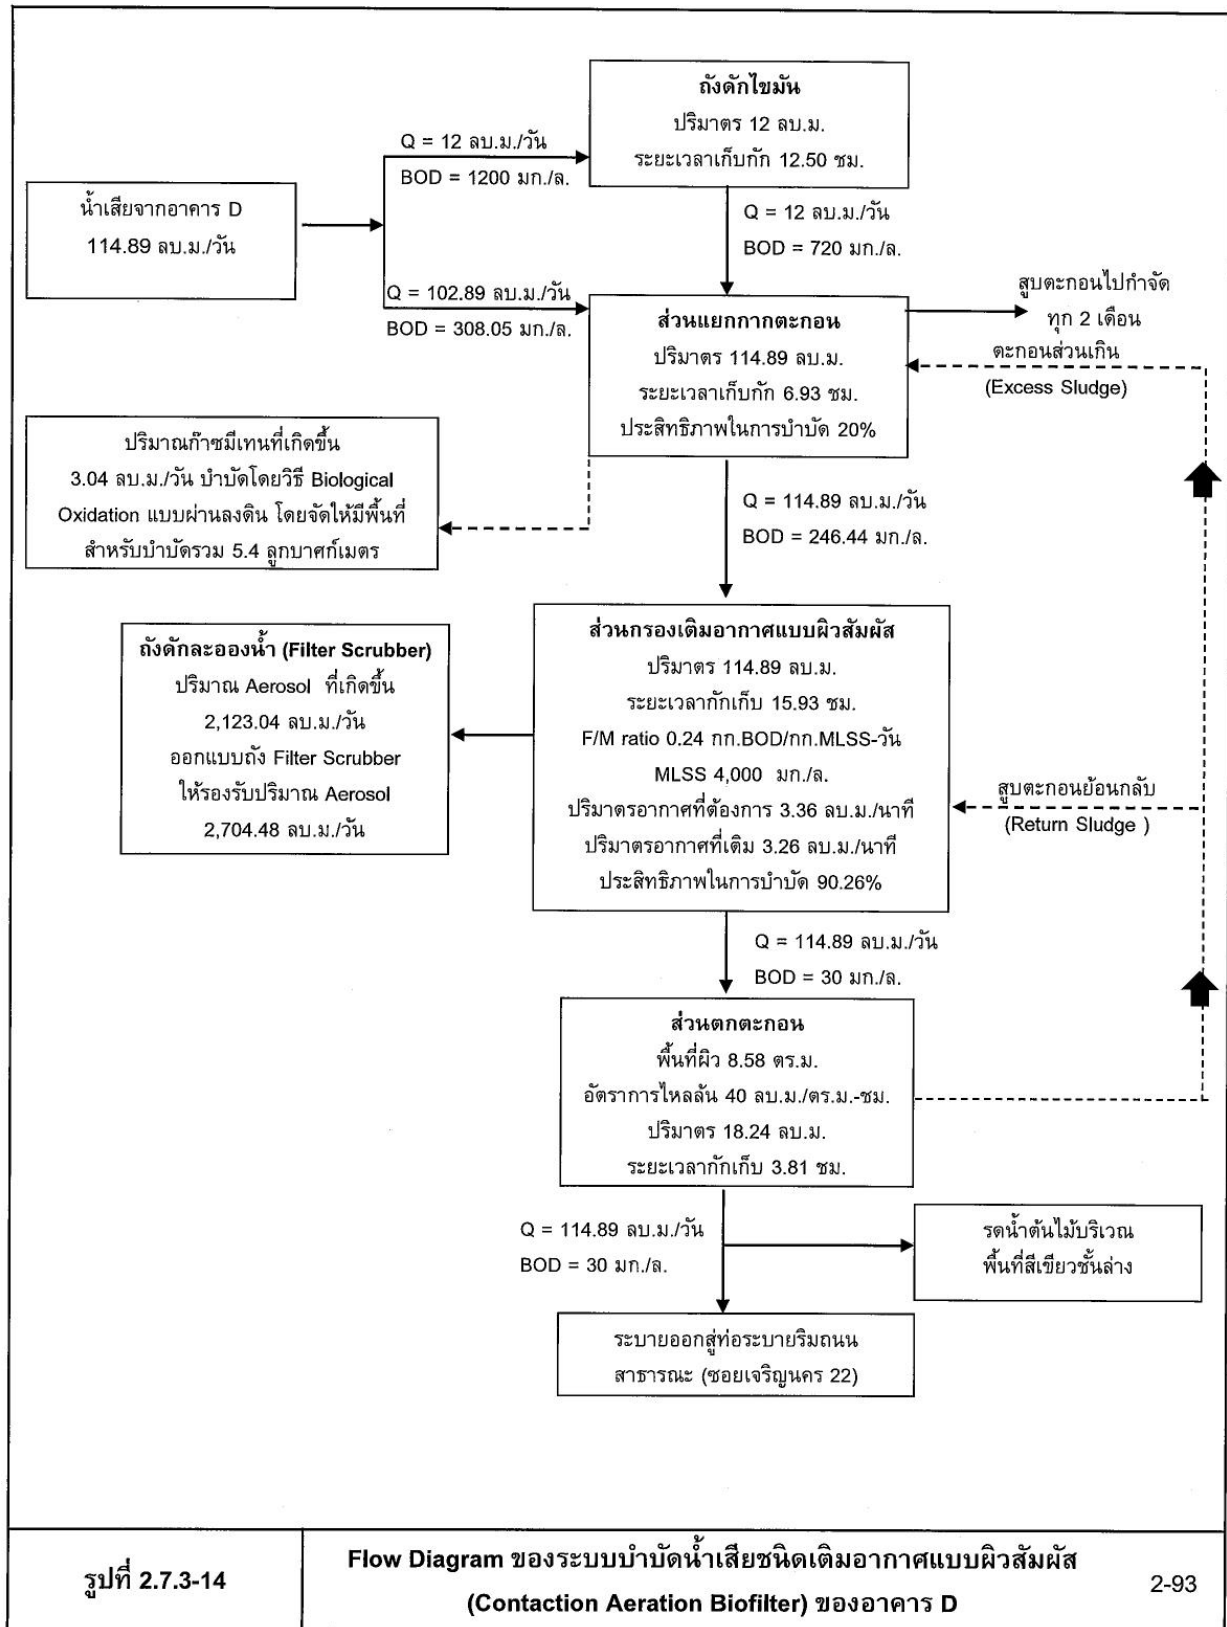 ถังดักไขมัน
ปริมาตร 12 ลบ.ม.
ระยะเวลาเก็บกัก 12.50 ชม.
Q = 12 ลบ.ม./วัน
BOD = 1200 มก./ล.
น้ำเสียจากอาคาร D
114.89 ลบ.ม./วัน
Q = 12 ลบ.ม./วัน
BOD = 720 มก./ล.
Q = 102.89 ลบ.ม./วัน
BOD = 308.05 มก./ล.
ส่วนแยกกากตะกอน
ปริมาตร 114.89 ลบ.ม.
ระยะเวลาเก็บกัก 6.93 ชม.
ประสิทธิภาพในการบำบัด 20%
สูบตะกอนไปกำจัด
ทุก 2 เดือน
ตะกอนส่วนเกิน
(Excess Sludge)
ปริมาณก๊าซมีเทนที่เกิดขึ้น
3.04 ลบ.ม./วัน บำบัดโดยวิธี Biological
Oxidation แบบผ่านลงดิน โดยจัดให้มีพื้นที่
สำหรับบำบัดรวม 5.4 ลูกบาศก์เมตร
Q = 114.89 ลบ.ม./วัน
BOD = 246.44 มก./ล.
ส่วนกรองเติมอากาศแบบผิวสัมผัส
ปริมาตร 114.89 ลบ.ม.
ระยะเวลากักเก็บ 15.93 ชม.
F/M ratio 0.24 กก.BOD/กก.MLSS-วัน
MLSS 4,000 มก./ล.
ปริมาตรอากาศที่ต้องการ 3.36 ลบ.ม./นาที
ปริมาตรอากาศที่เติม 3.26 ลบ.ม./นาที
ประสิทธิภาพในการบำบัด 90.26%
ถังดักละอองน้ำ (Filter Scrubber)
ปริมาณ Aerosol ที่เกิดขึ้น
2,123.04 ลบ.ม./วัน
ออกแบบถัง Filter Scrubber
ให้รองรับปริมาณ Aerosol
2,704.48 ลบ.ม./วัน
สูบตะกอนย้อนกลับ
(Return Sludge )
Q = 114.89 ลบ.ม./วัน
BOD = 30 มก./ล.
ส่วนตกตะกอน
พื้นที่ผิว 8.58 ตร.ม.
อัตราการไหลล้น 40 ลบ.ม./ตร.ม.-ชม.
ปริมาตร 18.24 ลบ.ม.
ระยะเวลากักเก็บ 3.81 ชม.
Q = 114.89 ลบ.ม./วัน
BOD = 30 มก./ล.
รดน้ำต้นไม้บริเวณ
พื้นที่สีเขียวชั้นล่าง
ระบายออกสู่ท่อระบายริมถนน
สาธารณะ (ซอยเจริญนคร 22)
รูปที่ 2.7.3-14
Flow Diagram ของระบบบำบัดน้ำเสียชนิดเติมอากาศแบบผิวสัมผัส
(Contaction Aeration Biofilter) ของอาคาร D
2-93